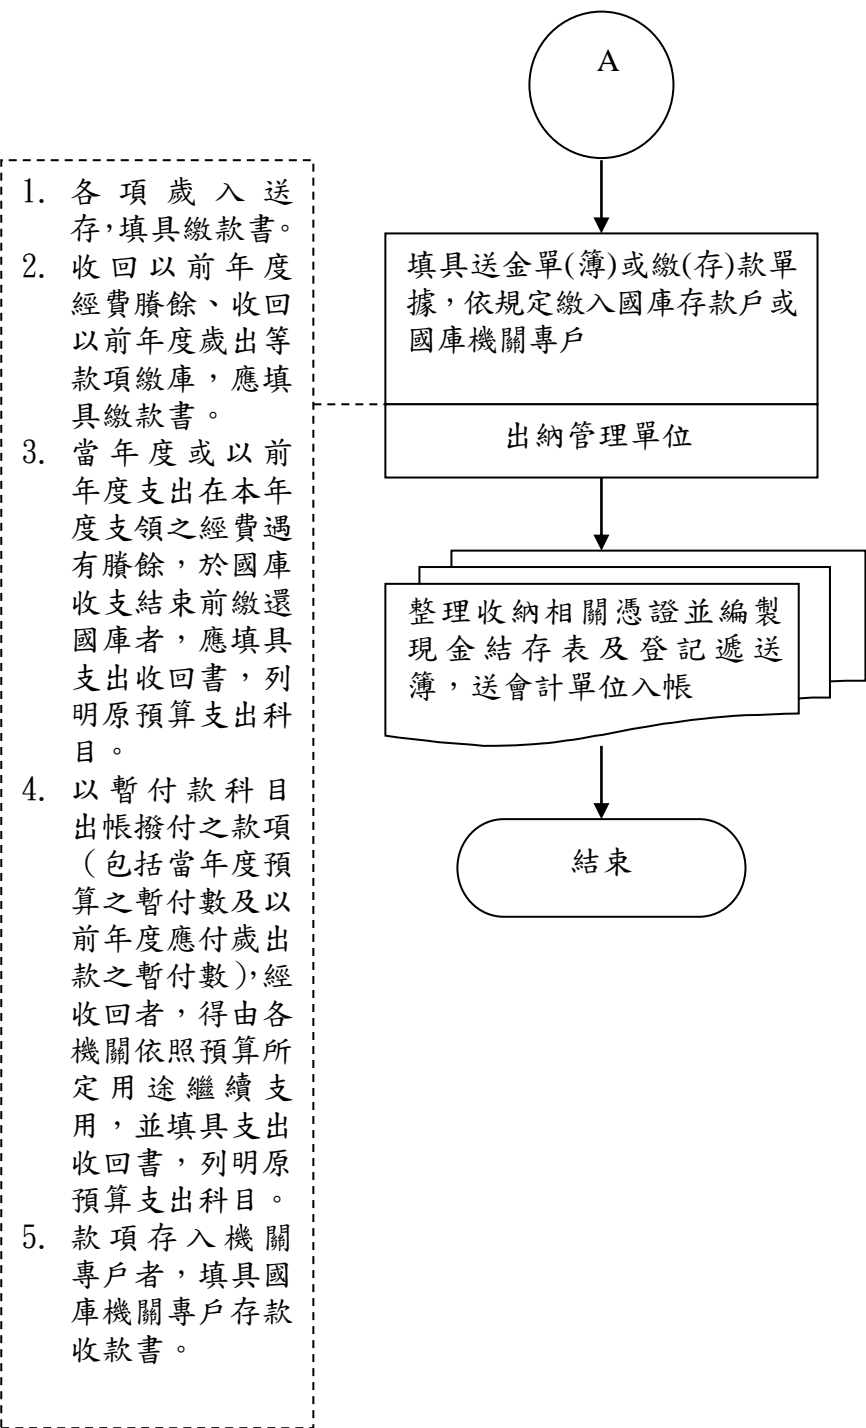 A
填具送金單(簿)或繳(存)款單
據，依規定繳入國庫存款戶或
國庫機關專戶
出納管理單位
整理收納相關憑證並編製
現金結存表及登記遞送
簿，送會計單位入帳
結束
1. 各項歲入送
存，填具繳款書。
2. 收回以前年度
經費賸餘、收回
以前年度歲出等
款項繳庫，應填
具繳款書。
3. 當年度或以前
年度支出在本年
度支領之經費遇
有賸餘，於國庫
收支結束前繳還
國庫者，應填具
支出收回書，列
明原預算支出科
目。
4. 以暫付款科目
出帳撥付之款項
（包括當年度預
算之暫付數及以
前年度應付歲出
款之暫付數），經
收回者，得由各
機關依照預算所
定用途繼續支
用，並填具支出
收回書，列明原
預算支出科目。
5. 款項存入機關
專戶者，填具國
庫機關專戶存款
收款書。